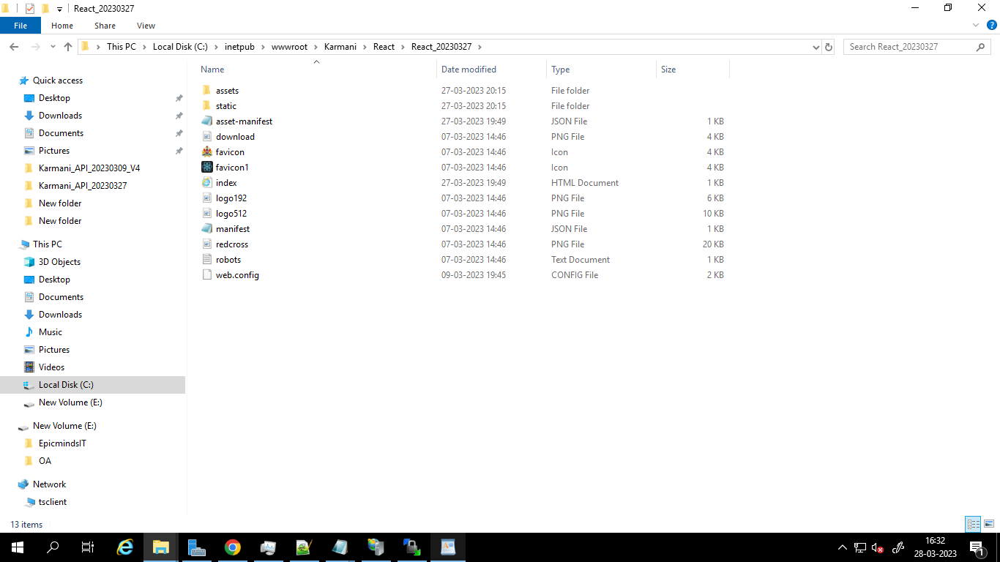 React_20230327
File Home Share View
This PC Local Disk (C:) inetpub wwwroot Karmani React React_20230327
Search React_20230327
Name Date modified Type Size
Quick access
Desktop
Downloads
Documents
Pictures
Karmani_API_20230309_V4
Karmani_API_20230327
New folder
New folder
This PC
3D Objects
Desktop
Documents
Downloads
Music
Pictures
Videos
Local Disk (C:)
New Volume (E:)
New Volume (E:)
EpicmindsIT
OA
Network
tsclient
assets 27-03-2023 20:15 File folder
static 27-03-2023 20:15 File folder
asset-manifest 27-03-2023 19:49 JSON File 1 KB
download 07-03-2023 14:46 PNG File 4 KB
favicon 07-03-2023 14:46 Icon 4 KB
favicon1 07-03-2023 14:46 Icon 4 KB
index 27-03-2023 19:49 HTML Document 1 KB
logo192 07-03-2023 14:46 PNG File 6 KB
logo512 07-03-2023 14:46 PNG File 10 KB
manifest 07-03-2023 14:46 JSON File 1 KB
redcross 07-03-2023 14:46 PNG File 20 KB
robots 07-03-2023 14:46 Text Document 1 KB
web.config 09-03-2023 19:45 CONFIG File 2 KB
13 items
16:32
28-03-2023
1